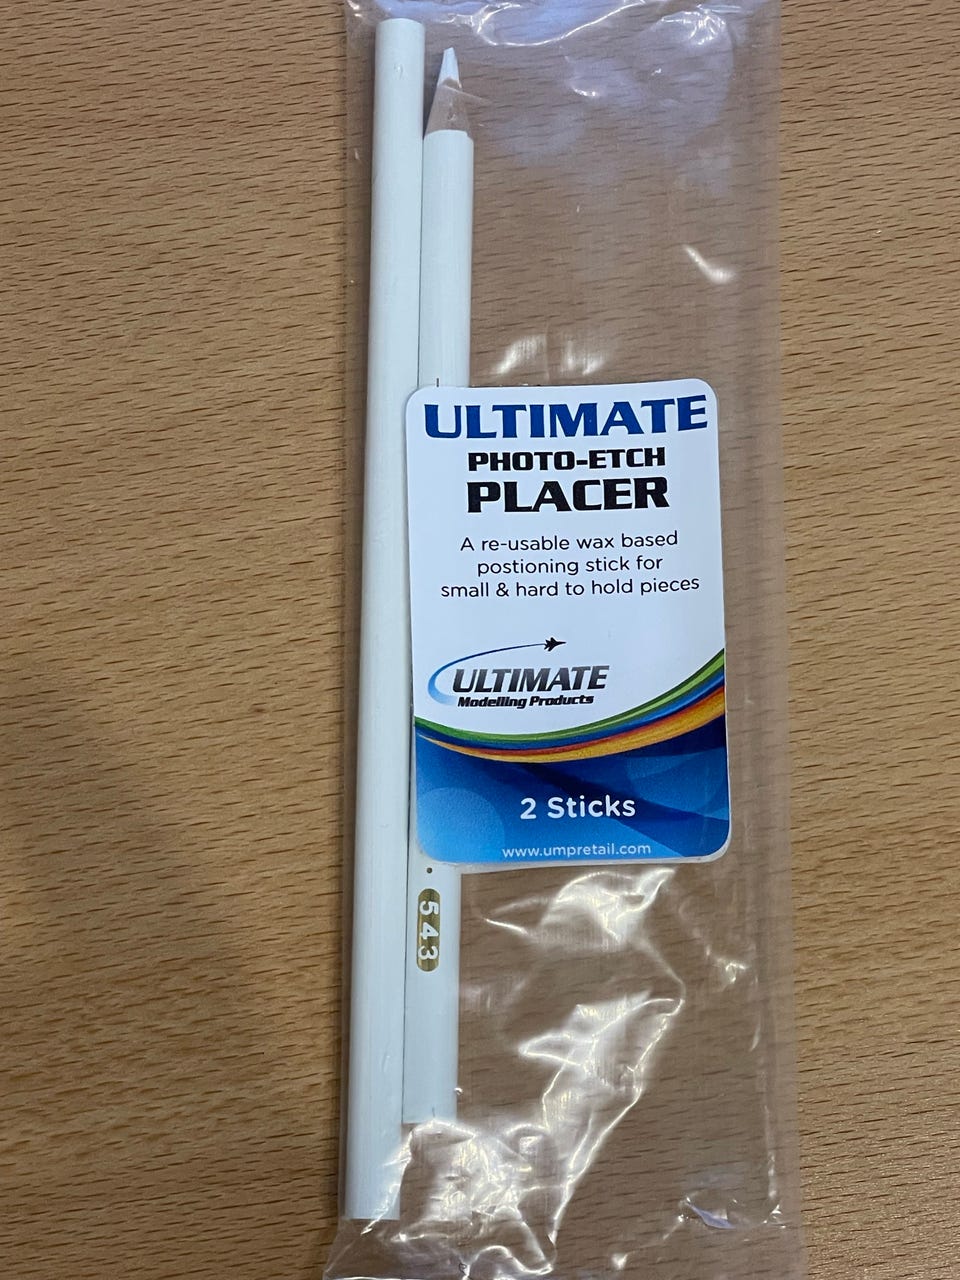 ULTIMATE
PHOTO-ETCH
PLACER
A re-usable wax based
postioning stick for
small & hard to hold pieces
ULTIMATE
Modelling Products
2 Sticks
www.umpretail.com
543